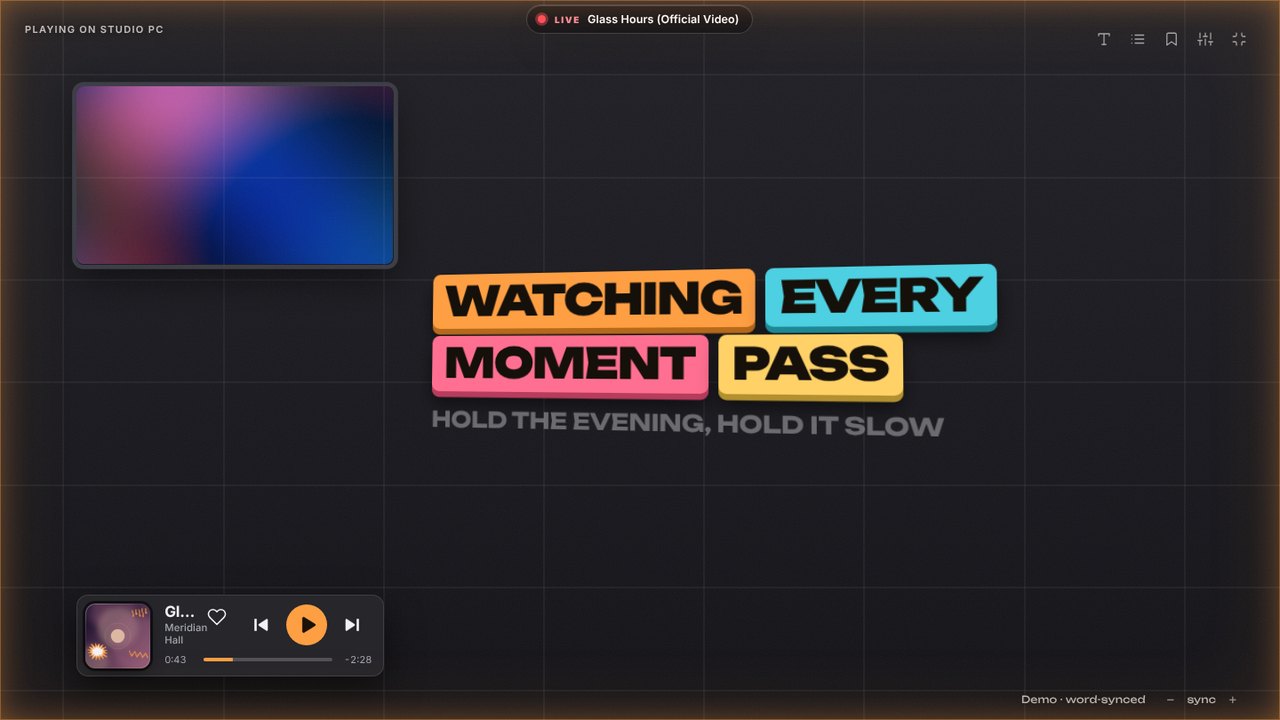 PLAYING ON STUDIO PC
LIVE Glass Hours (Official Video)
WATCHING EVERY
MOMENT PASS
HOLD THE EVENING, HOLD IT SLOW
Gl...
Meridian
Hall
0:43 -2:28
Demo · word-synced − sync +